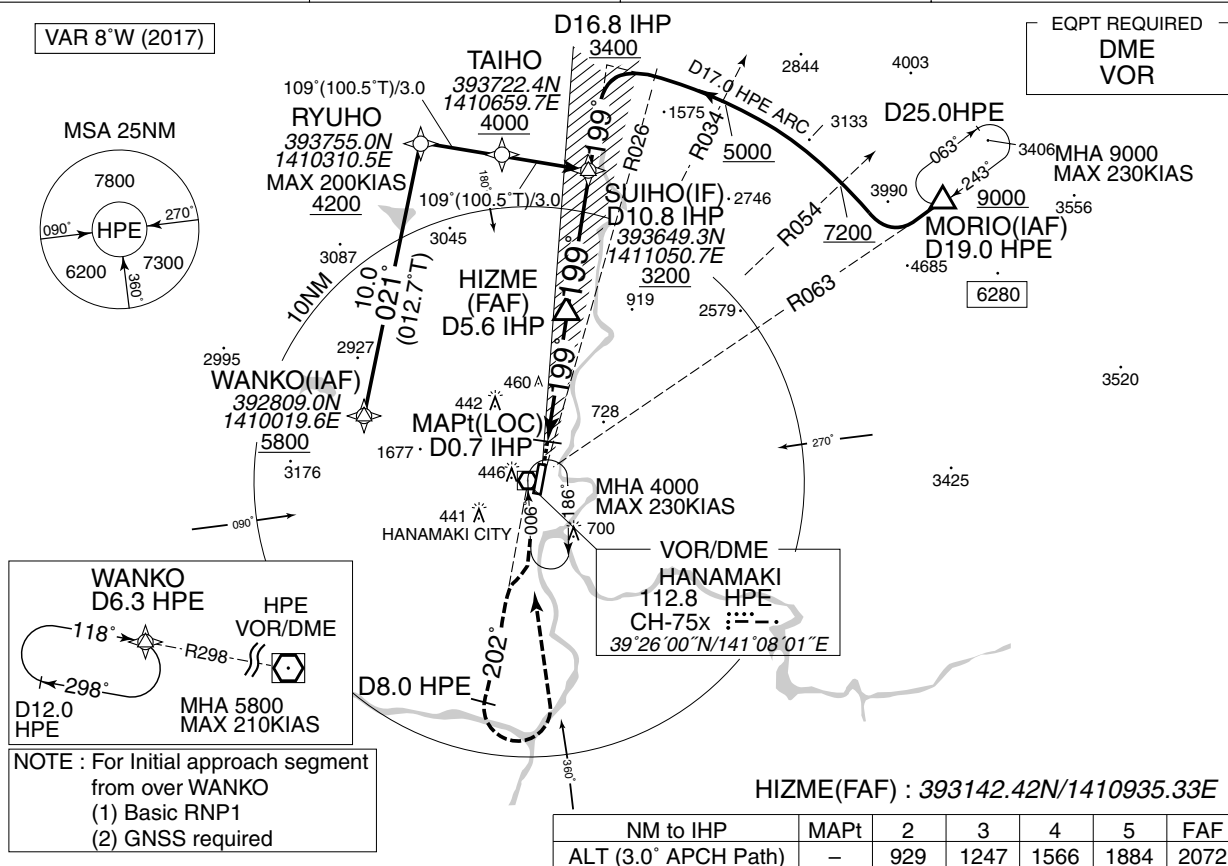 VAR 8°W (2017)
D16.8 IHP
3400
EQPT REQUIRED
DME
VOR
TAIHO
393722.4N
1410659.7E
4000
109°(100.5°T)/3.0
RYUHO
393755.0N
1410310.5E
MAX 200KIAS
4200
MSA 25NM
7800
090°
HPE
270°
6200
7300
360°
199°
D17.0 HPE ARC
2844
4003
1575
3133
R026
R034
5000
D25.0HPE
063°
243°
3406
MHA 9000
MAX 230KIAS
3990
9000
3556
MORIO(IAF)
D19.0 HPE
7200
R054
4685
6280
R063
180°
109°(100.5°T)/3.0
SUIHO(IF)
D10.8 IHP
393649.3N
1411050.7E
3200
2746
919
2579
3045
3087
10NM
10.0
021°
(012.7°T)
199°
HIZME
(FAF)
D5.6 IHP
199°
2995
2927
WANKO(IAF)
392809.0N
1410019.6E
5800
3176
460
442
MAPt(LOC)
D0.7 IHP
728
1677
446
3520
270°
3425
441
HANAMAKI CITY
006°
186°
MHA 4000
MAX 230KIAS
700
090°
VOR/DME
HANAMAKI
112.8 HPE
CH-75x
39°26′00″N/141°08′01″E
WANKO
D6.3 HPE
HPE
VOR/DME
118°
R298
298°
D12.0
HPE
MHA 5800
MAX 210KIAS
202°
D8.0 HPE
360°
NOTE : For Initial approach segment
from over WANKO
(1) Basic RNP1
(2) GNSS required
HIZME(FAF) : 393142.42N/1410935.33E
NM to IHP MAPt 2 3 4 5 FAF
ALT (3.0° APCH Path) – 929 1247 1566 1884 2072